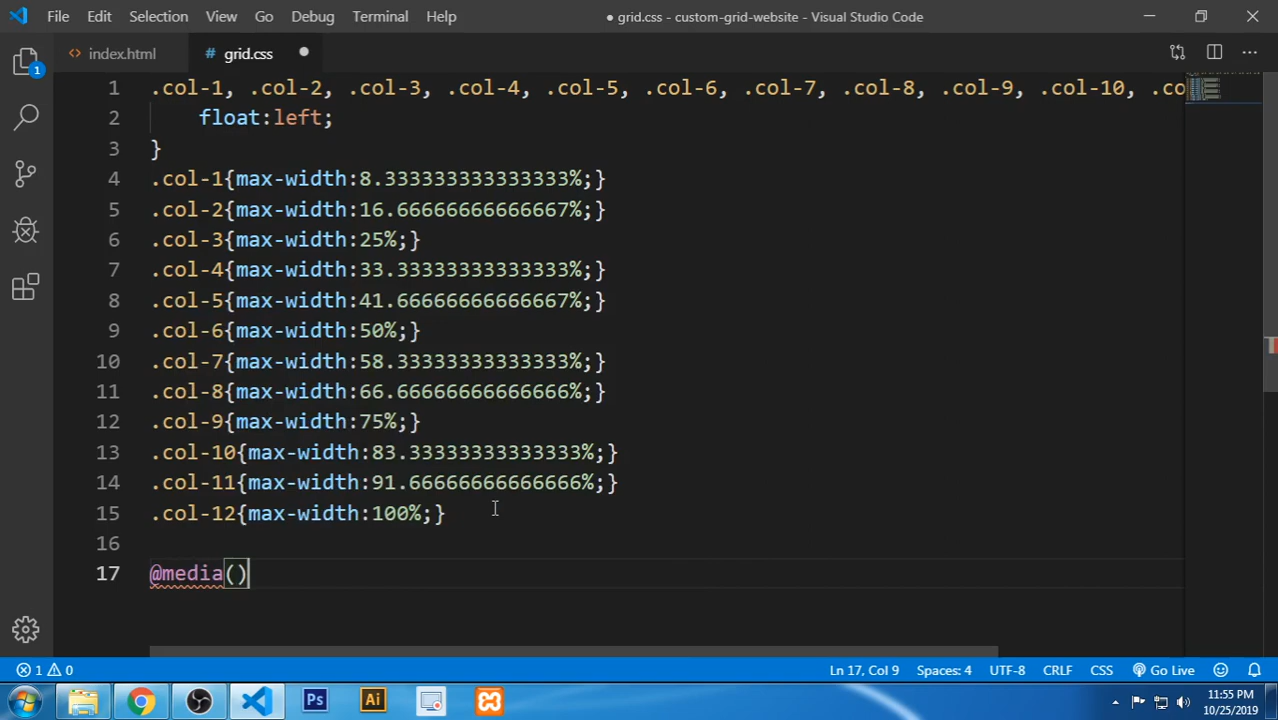 File Edit Selection View Go Debug Terminal Help
● grid.css - custom-grid-website - Visual Studio Code
<> index.html
# grid.css ●
1
1 .col-1, .col-2, .col-3, .col-4, .col-5, .col-6, .col-7, .col-8, .col-9, .col-10, .co
2 float:left;
3 }
4 .col-1{max-width:8.333333333333333%;}
5 .col-2{max-width:16.66666666666667%;}
6 .col-3{max-width:25%;}
7 .col-4{max-width:33.33333333333333%;}
8 .col-5{max-width:41.66666666666667%;}
9 .col-6{max-width:50%;}
10 .col-7{max-width:58.33333333333333%;}
11 .col-8{max-width:66.66666666666666%;}
12 .col-9{max-width:75%;}
13 .col-10{max-width:83.33333333333333%;}
14 .col-11{max-width:91.66666666666666%;}
15 .col-12{max-width:100%;}
16
17 @media()
1 0 Ln 17, Col 9 Spaces: 4 UTF-8 CRLF CSS Go Live
Ps Ai
11:55 PM
10/25/2019